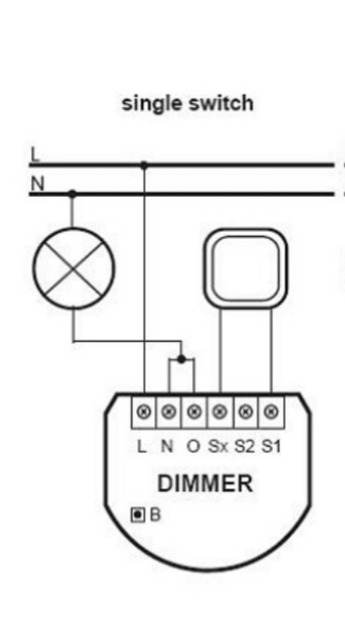 single switch
L
N
L N O Sx S2 S1
DIMMER
B